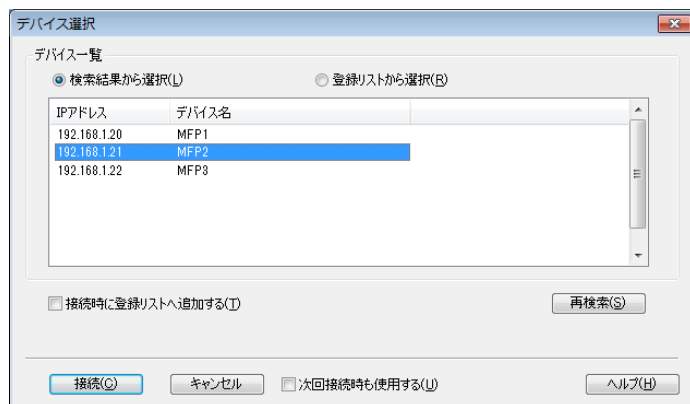 デバイス選択
デバイス一覧
検索結果から選択(L) 登録リストから選択(R)
IPアドレス デバイス名
192.168.1.20 MFP1
192.168.1.21 MFP2
192.168.1.22 MFP3
接続時に登録リストへ追加する(T) 再検索(S)
接続(C) キャンセル 次回接続時も使用する(U) ヘルプ(H)